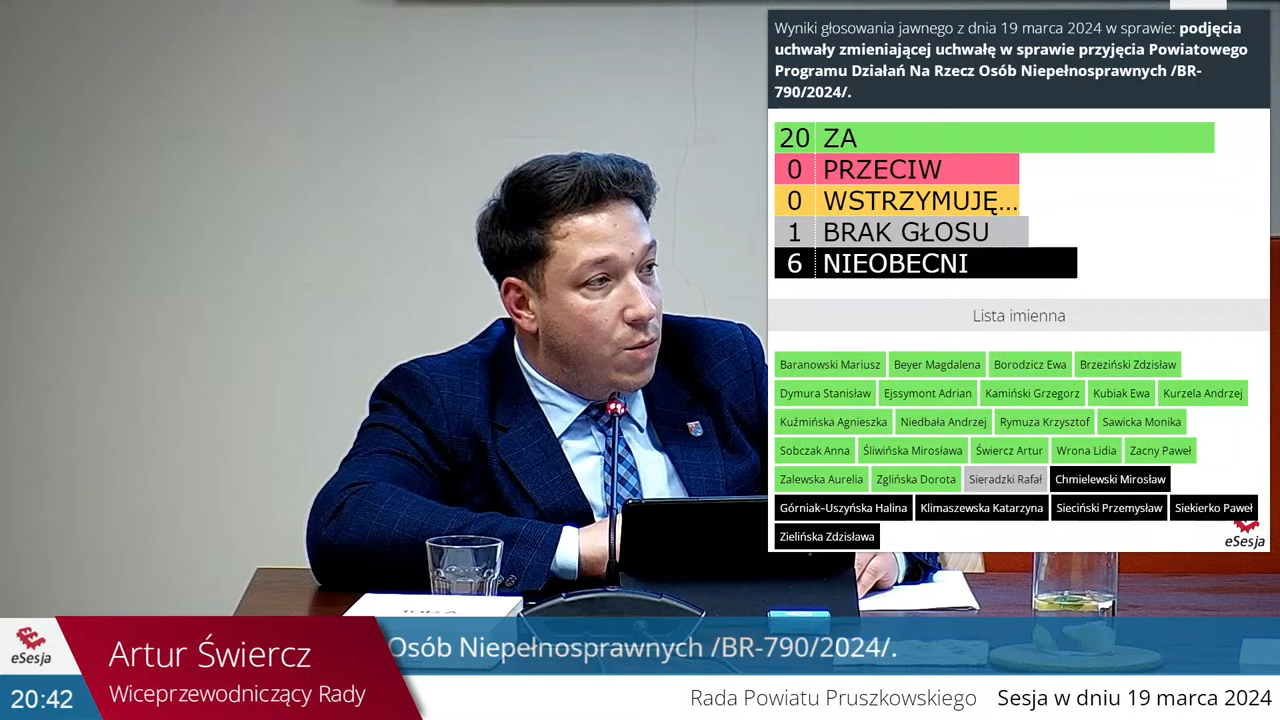 Wyniki głosowania jawnego z dnia 19 marca 2024 w sprawie: podjęcia
uchwały zmieniającej uchwałę w sprawie przyjęcia Powiatowego
Programu Działań Na Rzecz Osób Niepełnosprawnych /BR-
790/2024/.
20 ZA
0 PRZECIW
0 WSTRZYMUJĘ...
1 BRAK GŁOSU
6 NIEOBECNI
Lista imienna
Baranowski Mariusz Beyer Magdalena Borodzicz Ewa Brzeziński Zdzisław
Dymura Stanisław Ejssymont Adrian Kamiński Grzegorz Kubiak Ewa Kurzela Andrzej
Kuźmińska Agnieszka Niedbała Andrzej Rymuza Krzysztof Sawicka Monika
Sobczak Anna Śliwińska Mirosława Świercz Artur Wrona Lidia Zacny Paweł
Zalewska Aurelia Zglińska Dorota Sieradzki Rafał Chmielewski Mirosław
Górniak–Uszyńska Halina Klimaszewska Katarzyna Sieciński Przemysław Siekierko Paweł
Zielińska Zdzisława
eSesja
Osób Niepełnosprawnych /BR-790/2024/.
eSesja
Artur Świercz
Wiceprzewodniczący Rady
20:42
Rada Powiatu Pruszkowskiego Sesja w dniu 19 marca 2024